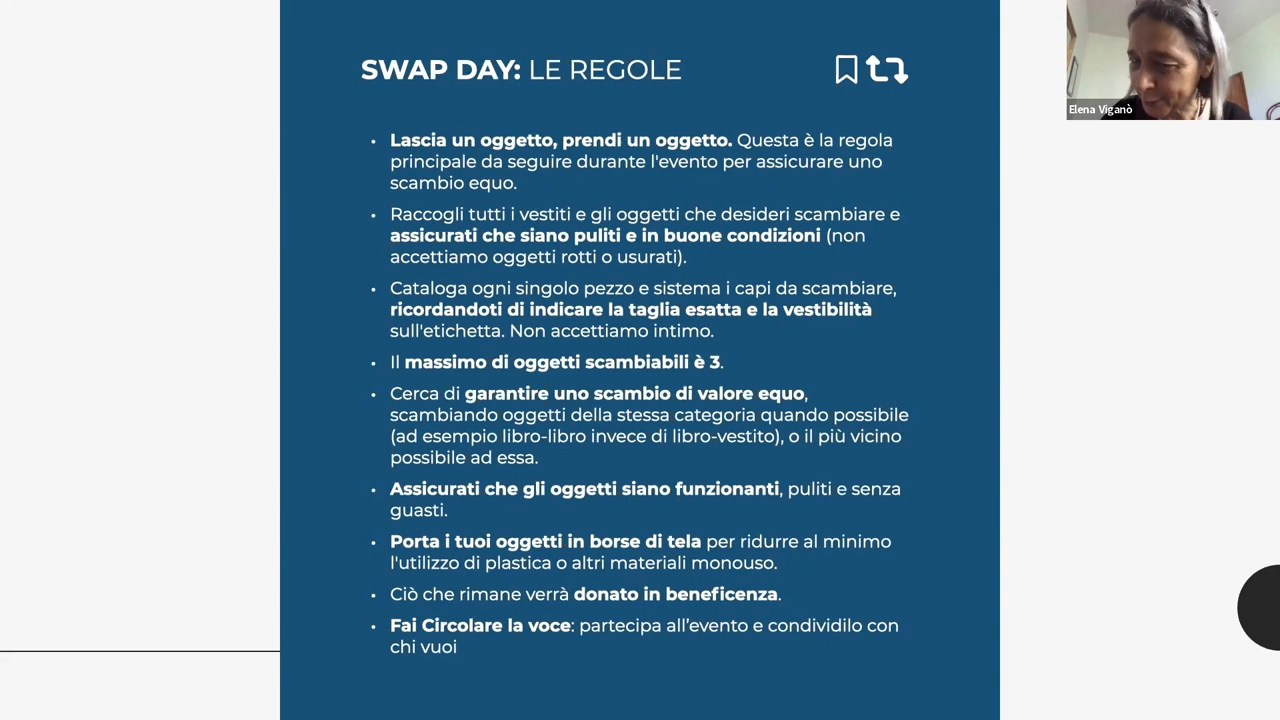 SWAP DAY: LE REGOLE
• Lascia un oggetto, prendi un oggetto. Questa è la regola
principale da seguire durante l'evento per assicurare uno
scambio equo.
• Raccogli tutti i vestiti e gli oggetti che desideri scambiare e
assicurati che siano puliti e in buone condizioni (non
accettiamo oggetti rotti o usurati).
• Cataloga ogni singolo pezzo e sistema i capi da scambiare,
ricordandoti di indicare la taglia esatta e la vestibilità
sull'etichetta. Non accettiamo intimo.
• Il massimo di oggetti scambiabili è 3.
• Cerca di garantire uno scambio di valore equo,
scambiando oggetti della stessa categoria quando possibile
(ad esempio libro-libro invece di libro-vestito), o il più vicino
possibile ad essa.
• Assicurati che gli oggetti siano funzionanti, puliti e senza
guasti.
• Porta i tuoi oggetti in borse di tela per ridurre al minimo
l'utilizzo di plastica o altri materiali monouso.
• Ciò che rimane verrà donato in beneficenza.
• Fai Circolare la voce: partecipa all’evento e condividilo con
chi vuoi
Elena Viganò